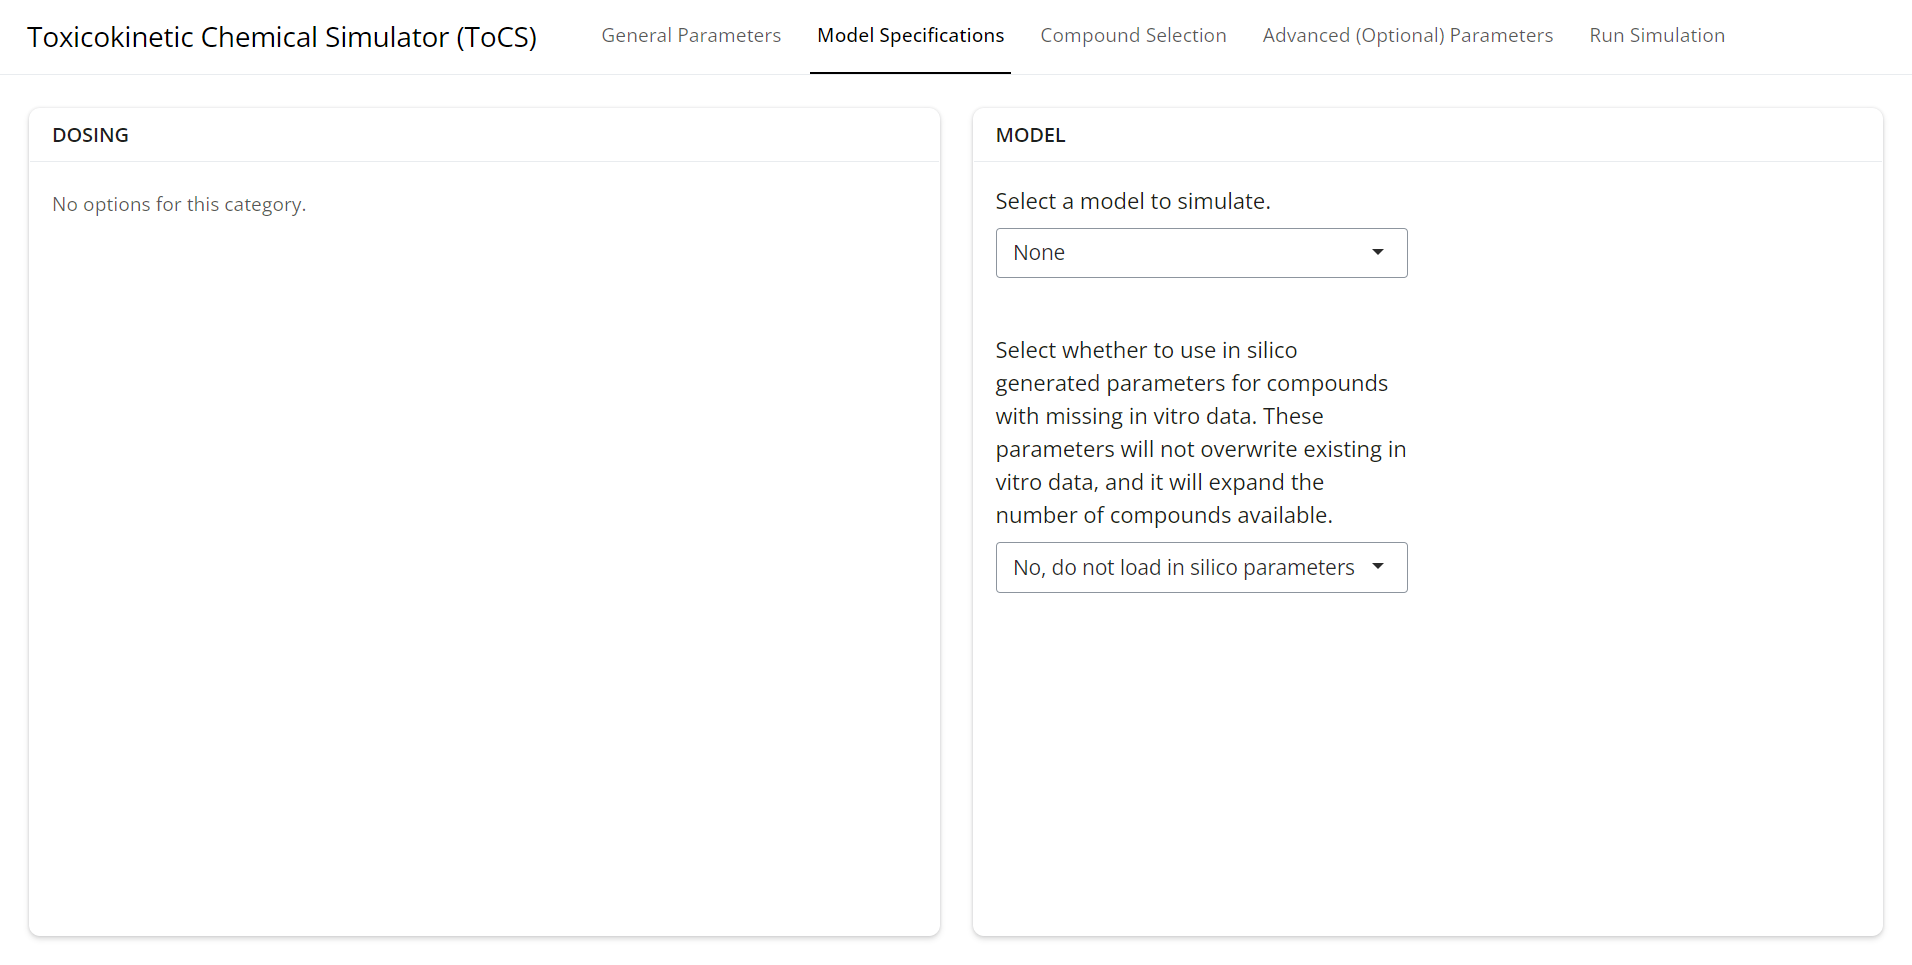 Toxicokinetic Chemical Simulator (ToCS)
General Parameters
Model Specifications
Compound Selection
Advanced (Optional) Parameters
Run Simulation
DOSING
No options for this category.
MODEL
Select a model to simulate.
None
Select whether to use in silico
generated parameters for compounds
with missing in vitro data. These
parameters will not overwrite existing in
vitro data, and it will expand the
number of compounds available.
No, do not load in silico parameters